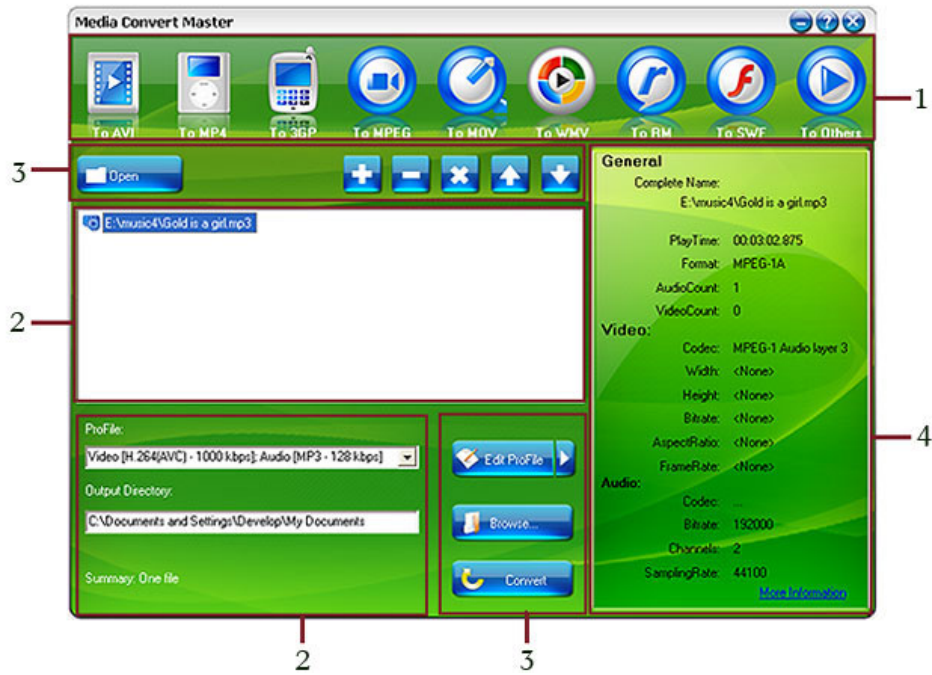 Media Convert Master
To AVI To MP4 To 3GP To MPEG To MOV To WMV To RM To SWF To Others
1
3
Open
E:\music4\Gold is a girl.mp3
2
ProFile:
Video [H.264(AVC) - 1000 kbps]; Audio [MP3 - 128 kbps]
Output Directory:
C:\Documents and Settings\Develop\My Documents
Summary: One file
2
Edit ProFile
Browse...
Convert
3
General
Complete Name:
E:\music4\Gold is a girl.mp3
PlayTime: 00:03:02.875
Format: MPEG-1A
AudioCount: 1
VideoCount: 0
Video:
Codec: MPEG-1 Audio layer 3
Width: <None>
Height: <None>
Bitrate: <None>
AspectRatio: <None>
FrameRate: <None>
Audio:
Codec: ...
Bitrate: 192000
Channels: 2
SamplingRate: 44100
More Information
4